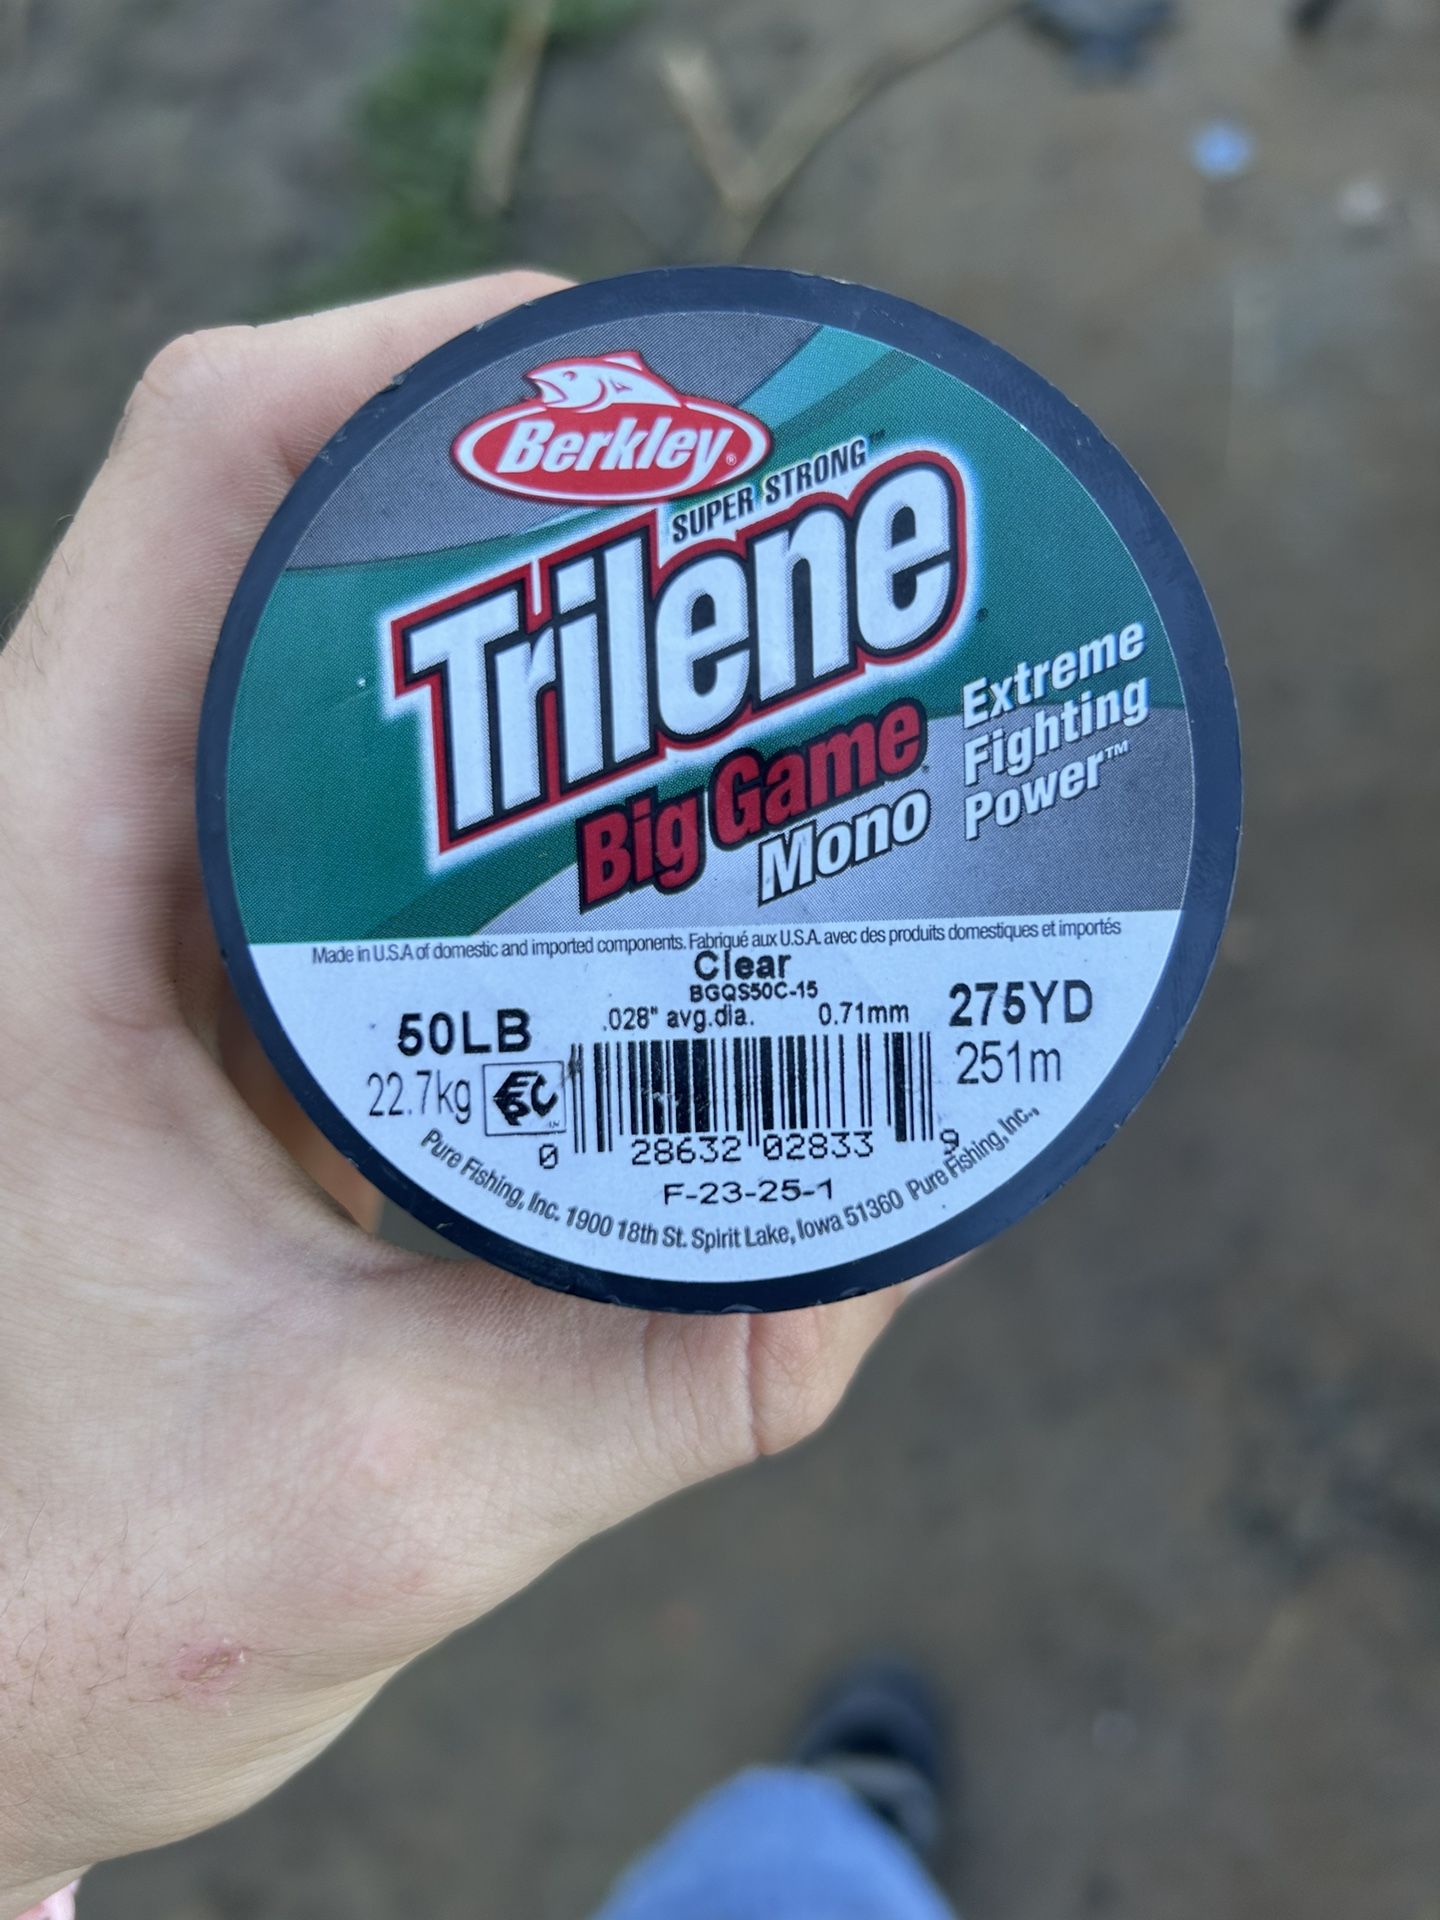 Berkley®
SUPER STRONG™
Trilene®
Big Game®
Mono
Extreme
Fighting
Power™
Made in U.S.A of domestic and imported components. Fabriqué aux U.S.A. avec des produits domestiques et importés
Clear
BGQS50C-15
50LB
.028" avg.dia. 0.71mm
275YD
22.7kg
251m
0 28632 02833 9
F-23-25-1
Pure Fishing, Inc. 1900 18th St. Spirit Lake, Iowa 51360 Pure Fishing, Inc.,